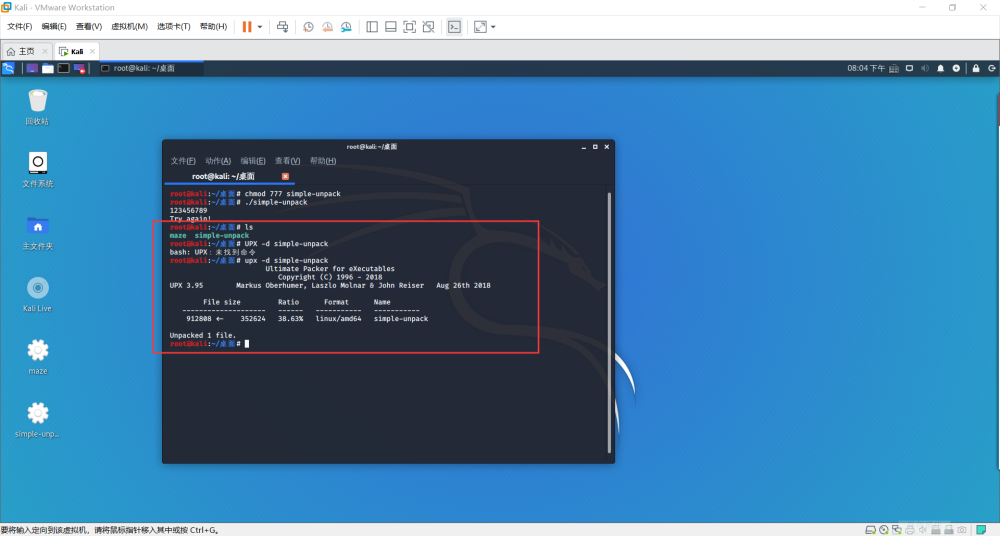 Kali - VMware Workstation
文件(F) 编辑(E) 查看(V) 虚拟机(M) 选项卡(T) 帮助(H)
主页 Kali
root@kali: ~/桌面 08:04 下午
回收站
文件系统
主文件夹
Kali Live
maze
simple-unp...
root@kali: ~/桌面
文件(F) 动作(A) 编辑(E) 查看(V) 帮助(H)
root@kali: ~/桌面
root@kali:~/桌面# chmod 777 simple-unpack
root@kali:~/桌面# ./simple-unpack
123456789
Try again!
root@kali:~/桌面# ls
maze simple-unpack
root@kali:~/桌面# UPX -d simple-unpack
bash: UPX：未找到命令
root@kali:~/桌面# upx -d simple-unpack
Ultimate Packer for eXecutables
Copyright (C) 1996 - 2018
UPX 3.95 Markus Oberhumer, Laszlo Molnar & John Reiser Aug 26th 2018
File size Ratio Format Name
-------------------- ------ ----------- -----------
912808 <- 352624 38.63% linux/amd64 simple-unpack
Unpacked 1 file.
root@kali:~/桌面#
要将输入定向到该虚拟机，请将鼠标指针移入其中或按 Ctrl+G。